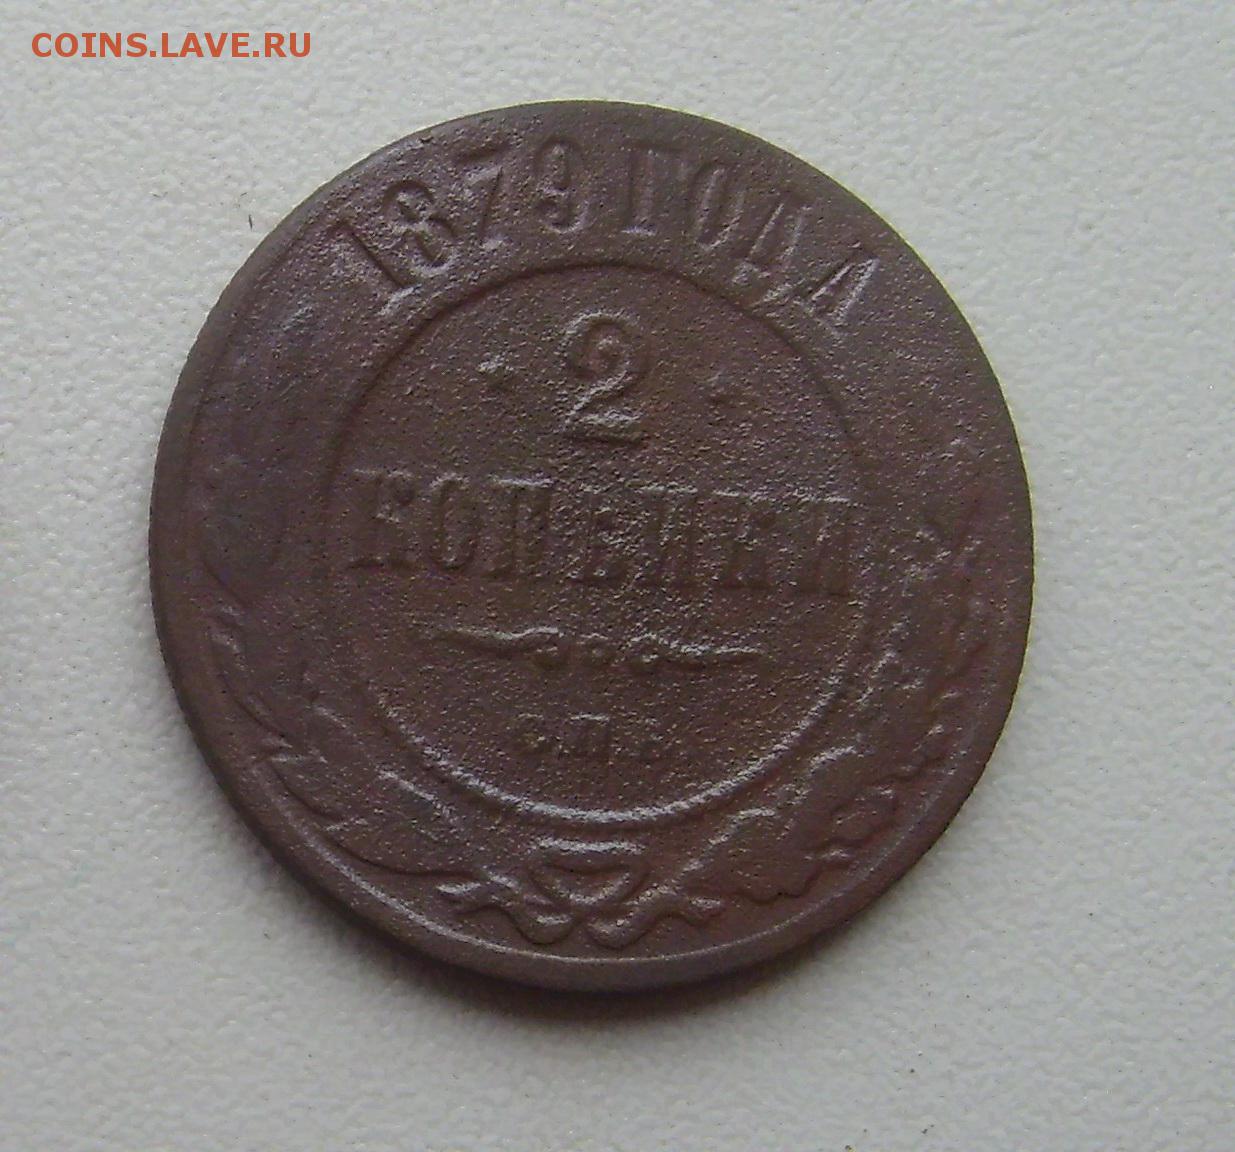 COINS.LAVE.RU
1879 ГОДА
2
КОПЕЙКИ
С.П.Б.